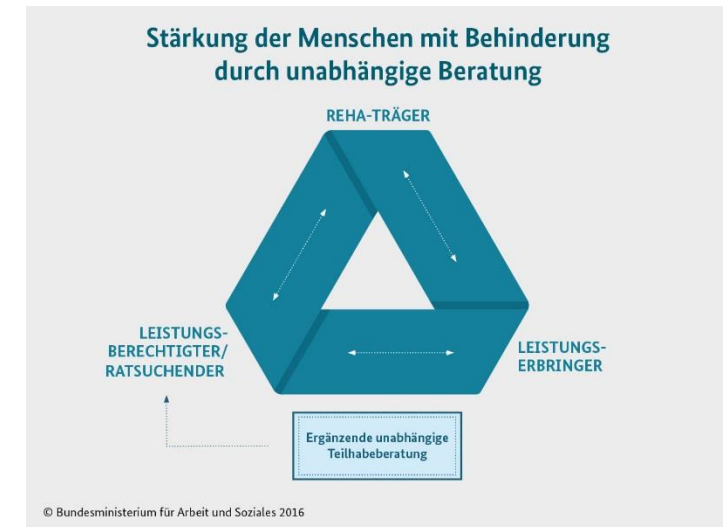 Stärkung der Menschen mit Behinderung
durch unabhängige Beratung
REHA-TRÄGER
LEISTUNGS-
BERECHTIGTER/
RATSUCHENDER
LEISTUNGS-
ERBRINGER
Ergänzende unabhängige
Teilhabeberatung
© Bundesministerium für Arbeit und Soziales 2016